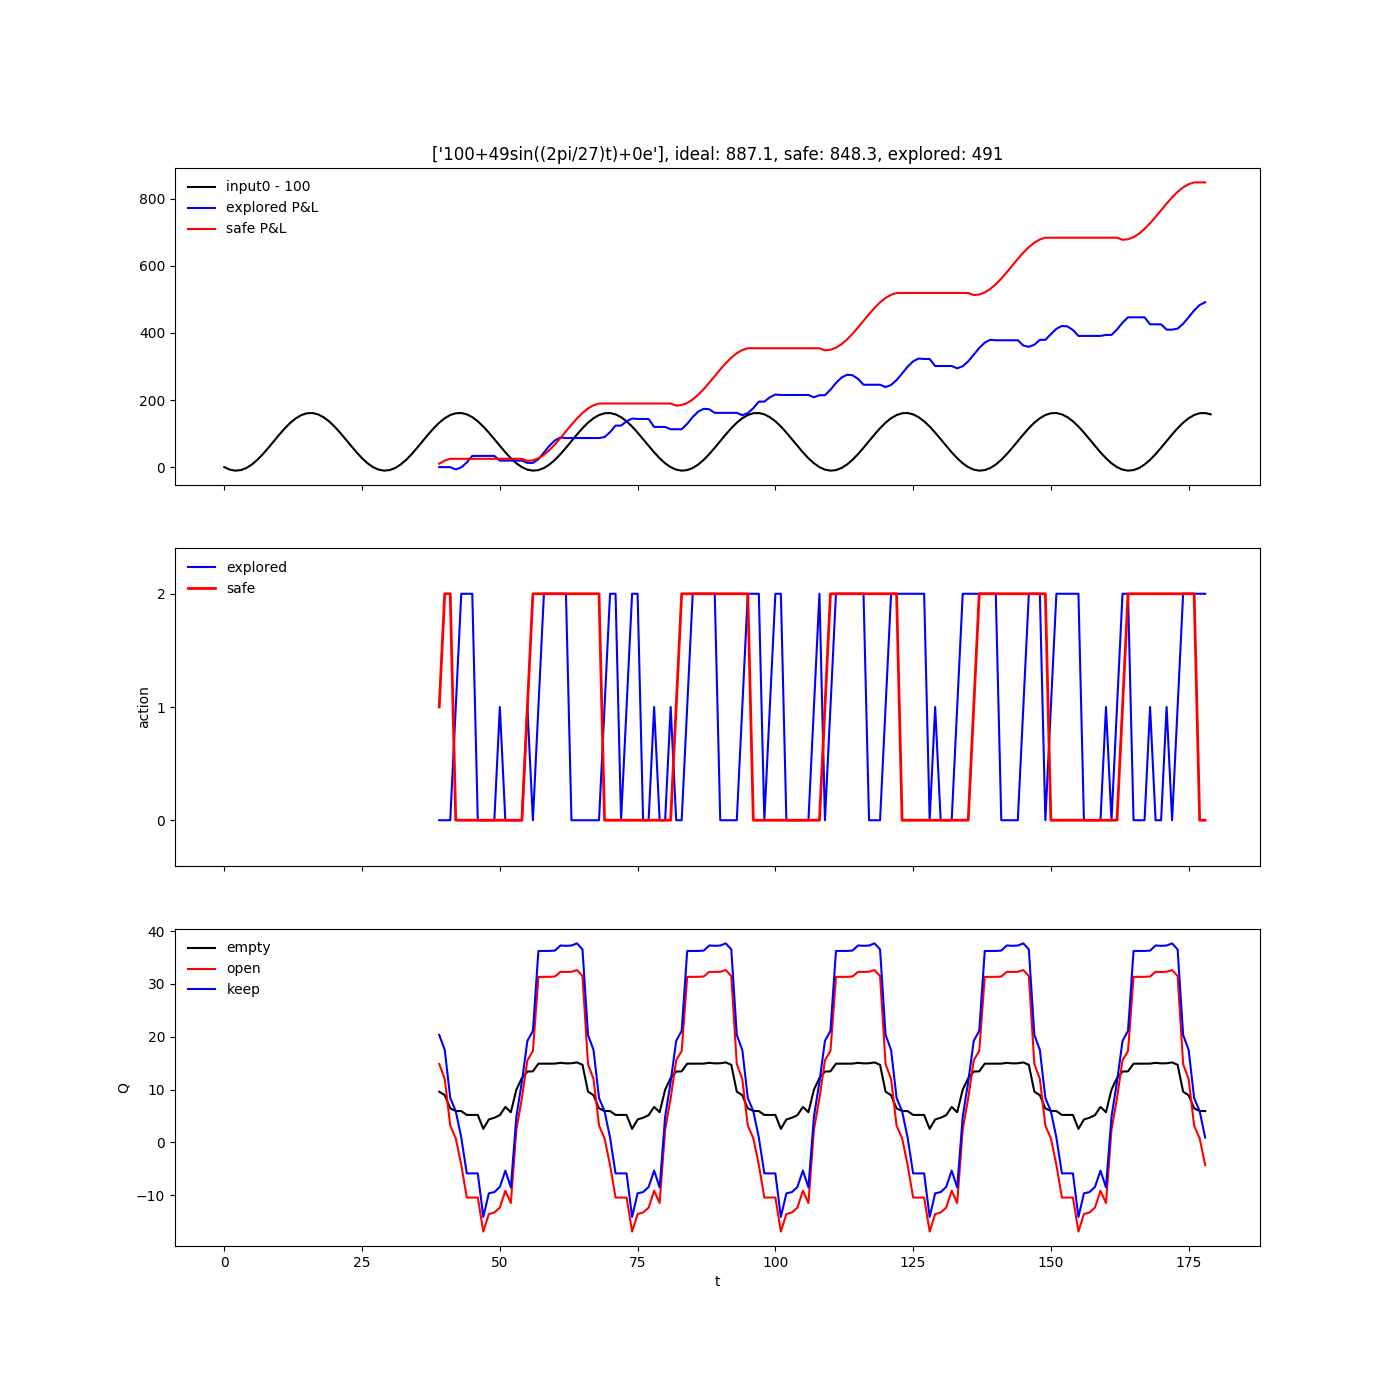 ['100+49sin((2pi/27)t)+0e'], ideal: 887.1, safe: 848.3, explored: 491
input0 - 100
explored P&L
safe P&L
800
600
400
200
0
explored
safe
2
1
0
action
empty
open
keep
40
30
20
10
0
−10
Q
0 25 50 75 100 125 150 175
t